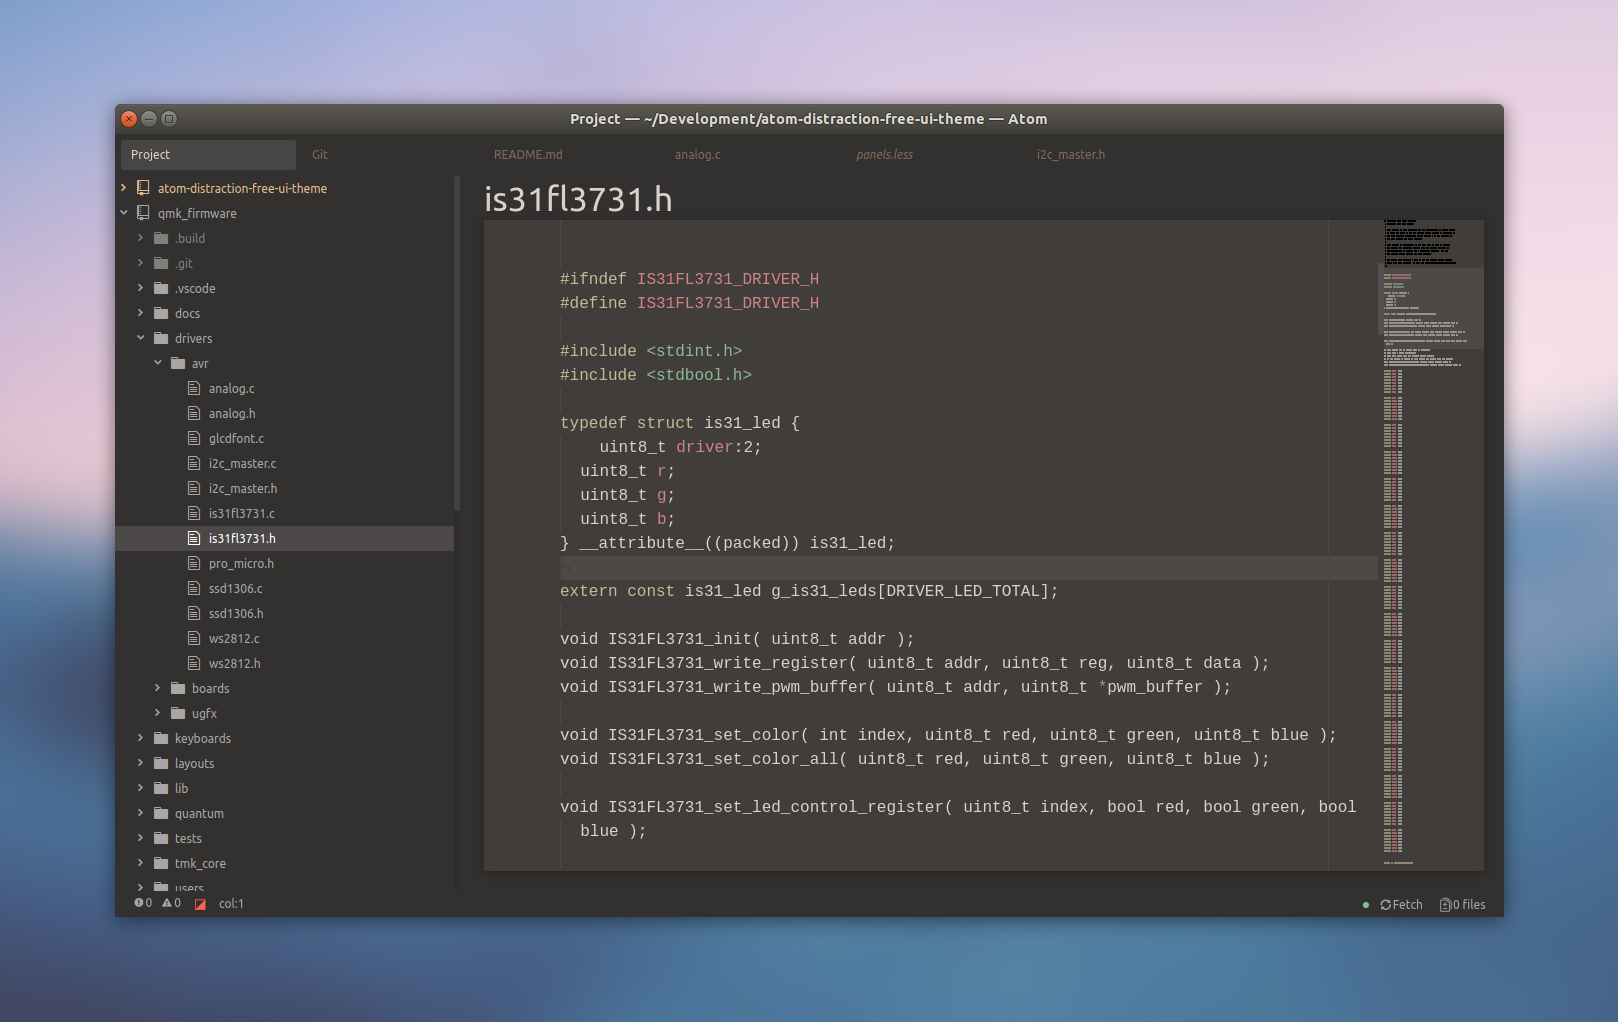 Project — ~/Development/atom-distraction-free-ui-theme — Atom
Project
Git
README.md
analog.c
panels.less
i2c_master.h
atom-distraction-free-ui-theme
qmk_firmware
.build
.git
.vscode
docs
drivers
avr
analog.c
analog.h
glcdfont.c
i2c_master.c
i2c_master.h
is31fl3731.c
is31fl3731.h
pro_micro.h
ssd1306.c
ssd1306.h
ws2812.c
ws2812.h
boards
ugfx
keyboards
layouts
lib
quantum
tests
tmk_core
users
is31fl3731.h
#ifndef IS31FL3731_DRIVER_H
#define IS31FL3731_DRIVER_H
#include <stdint.h>
#include <stdbool.h>
typedef struct is31_led {
uint8_t driver:2;
uint8_t r;
uint8_t g;
uint8_t b;
} __attribute__((packed)) is31_led;
extern const is31_led g_is31_leds[DRIVER_LED_TOTAL];
void IS31FL3731_init( uint8_t addr );
void IS31FL3731_write_register( uint8_t addr, uint8_t reg, uint8_t data );
void IS31FL3731_write_pwm_buffer( uint8_t addr, uint8_t *pwm_buffer );
void IS31FL3731_set_color( int index, uint8_t red, uint8_t green, uint8_t blue );
void IS31FL3731_set_color_all( uint8_t red, uint8_t green, uint8_t blue );
void IS31FL3731_set_led_control_register( uint8_t index, bool red, bool green, bool
blue );
0
0
col:1
Fetch
0 files